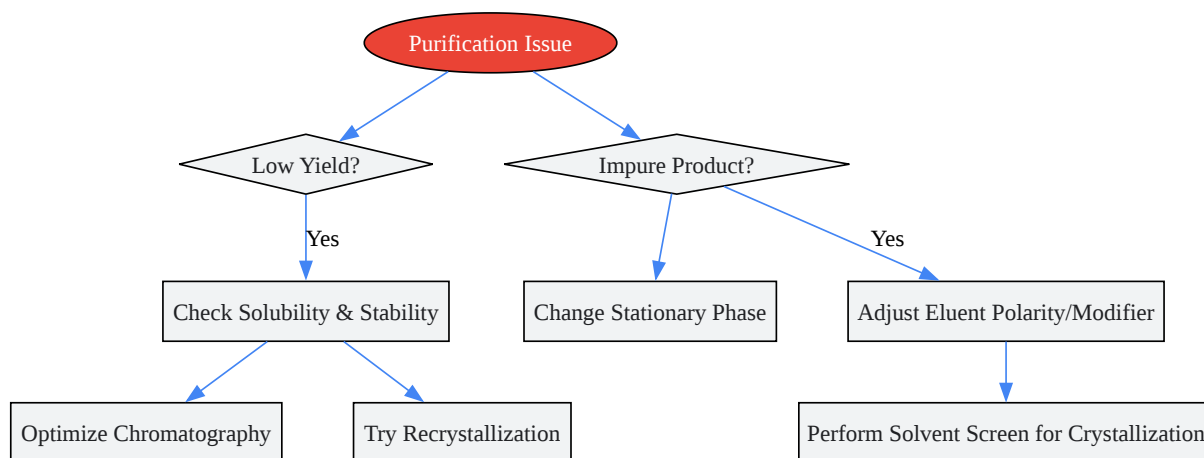 Purification Issue
Low Yield?
Impure Product?
Yes
Yes
Check Solubility & Stability
Change Stationary Phase
Adjust Eluent Polarity/Modifier
Optimize Chromatography
Try Recrystallization
Perform Solvent Screen for Crystallization